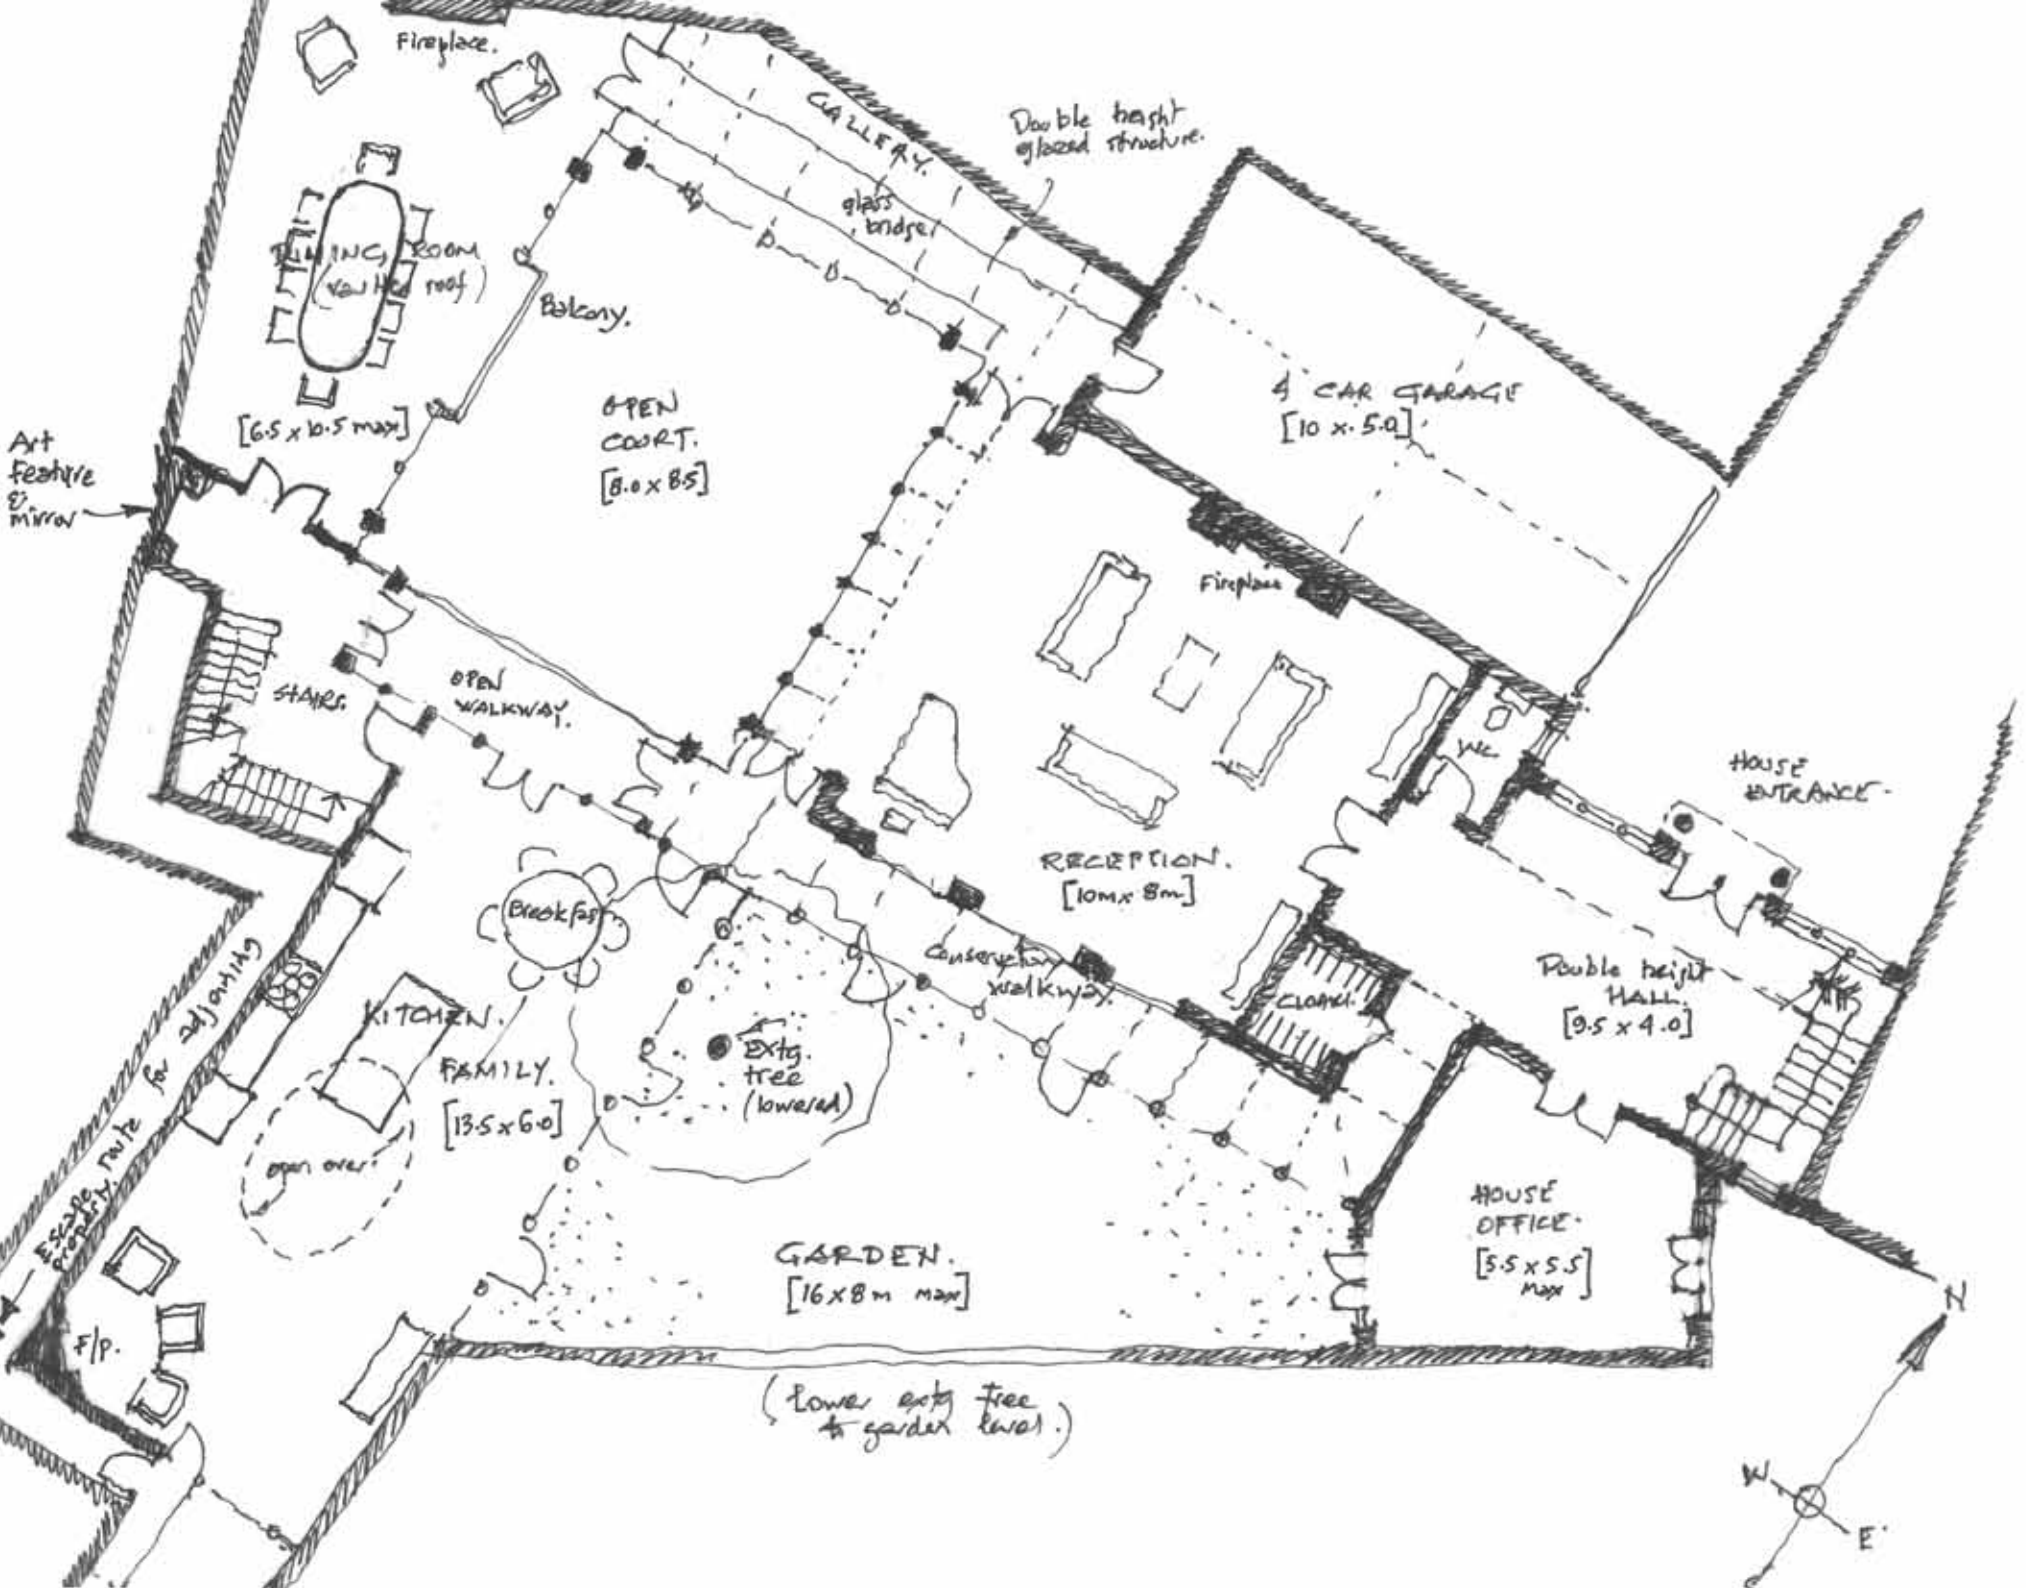 Fireplace.
GALLERY.
Double height
glazed structure.
glass
bridge
DINING ROOM
(vaulted roof)
Balcony.
[6.5 x 10.5 max]
OPEN
COURT.
[8.0 x 8.5]
4 CAR GARAGE
[10 x 5.0]
Art
Feature
&
mirror
Fireplace
STAIRS.
OPEN
WALKWAY.
WC
HOUSE
ENTRANCE.
RECEPTION.
[10m x 8m]
Breakfast
Conservation
walkway.
CLOAK.
Double height
HALL.
[9.5 x 4.0]
KITCHEN.
FAMILY.
[13.5 x 6.0]
Extg.
tree
(lowered)
open over.
Escape route for adjoining
property.
HOUSE
OFFICE.
[5.5 x 5.5]
max
GARDEN.
[16 x 8m max]
F/P.
(Lower extg tree
to garden level.)
N
W
E